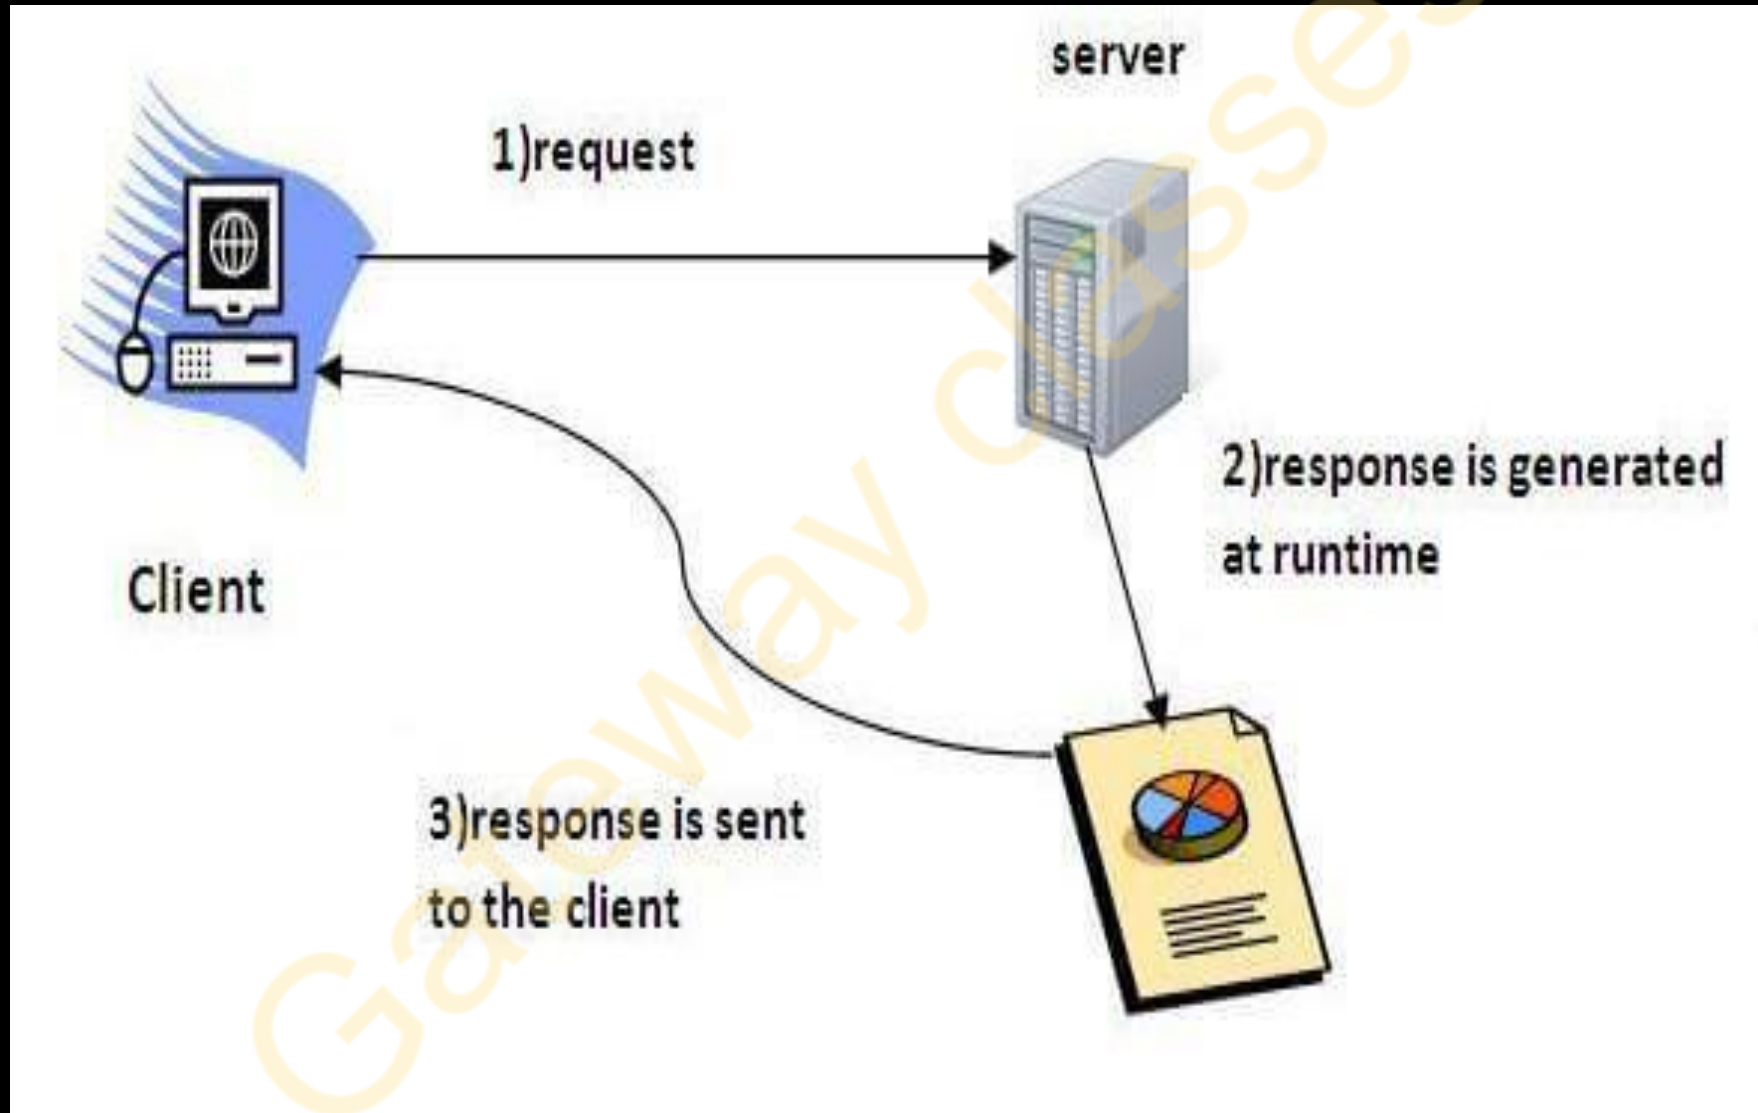 server
1)request
2)response is generated
at runtime
Client
3)response is sent
to the client
Gateway classes